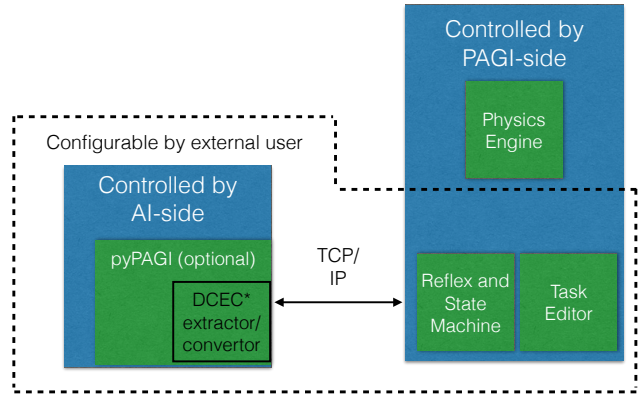 Controlled by
PAGI-side
Physics
Engine
Configurable by external user
Controlled by
AI-side
pyPAGI (optional)
DCEC*
extractor/
convertor
TCP/
IP
Reflex and
State
Machine
Task
Editor